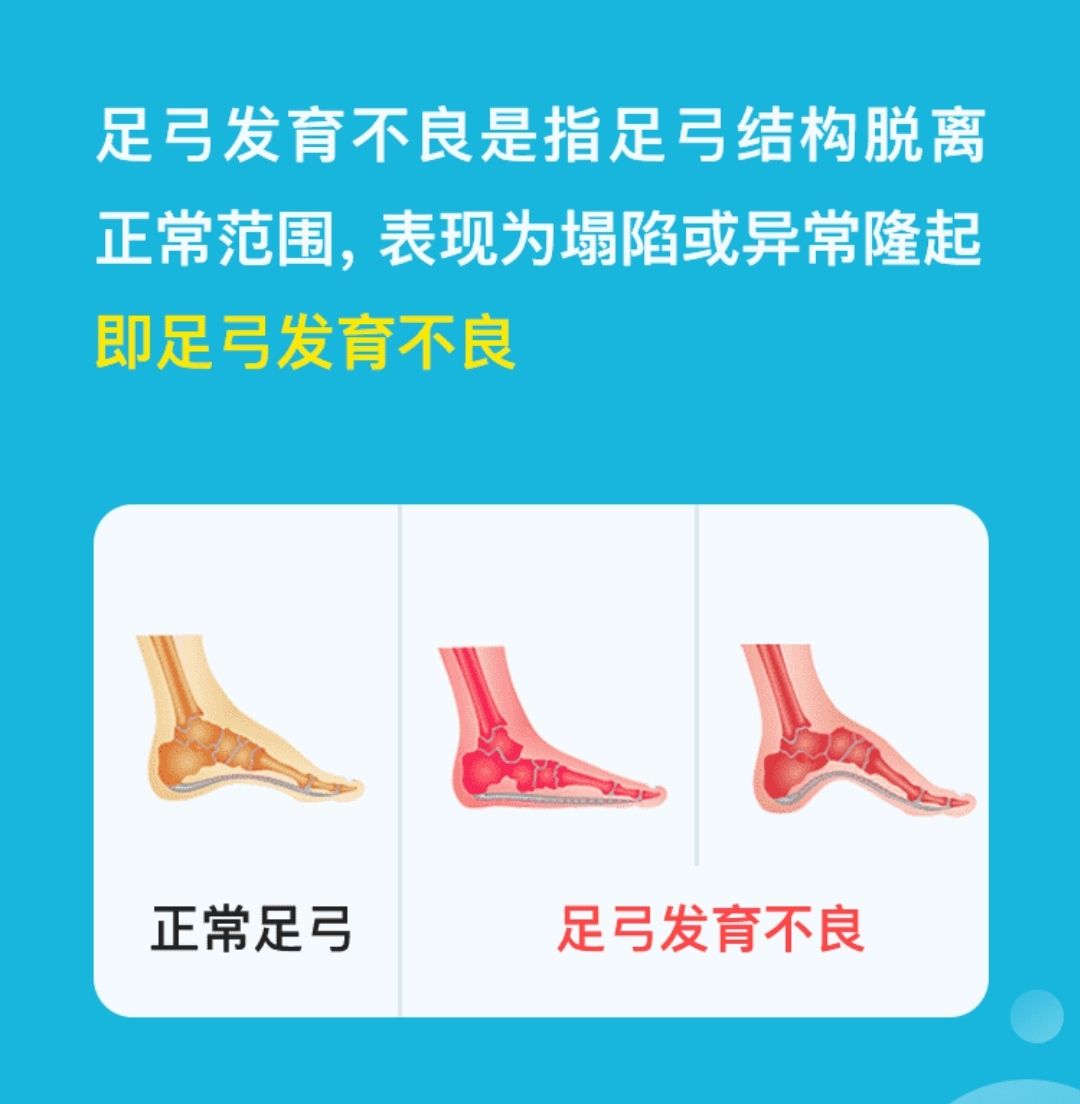 足弓发育不良是指足弓结构脱离
正常范围，表现为塌陷或异常隆起
即足弓发育不良
正常足弓
足弓发育不良